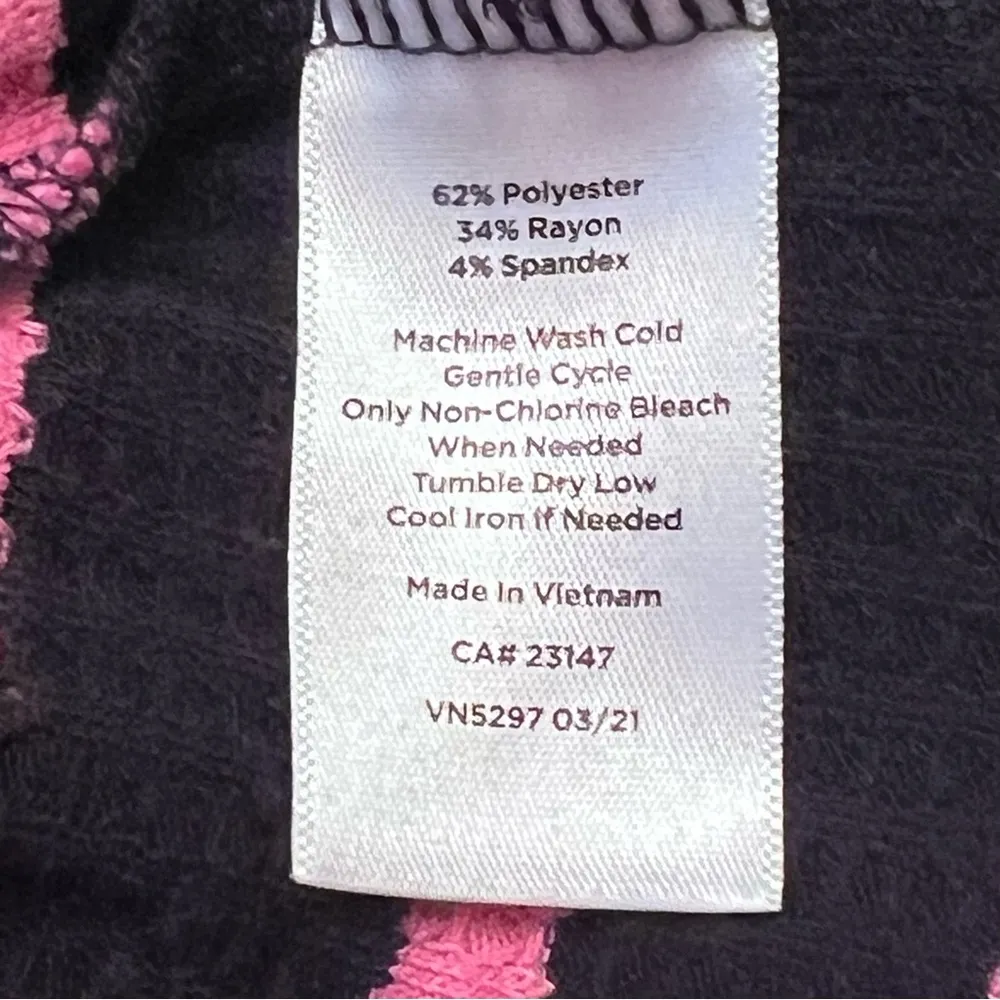 62% Polyester
34% Rayon
4% Spandex
Machine Wash Cold
Gentle Cycle
Only Non-Chlorine Bleach
When Needed
Tumble Dry Low
Cool Iron If Needed
Made In Vietnam
CA# 23147
VN5297 03/21